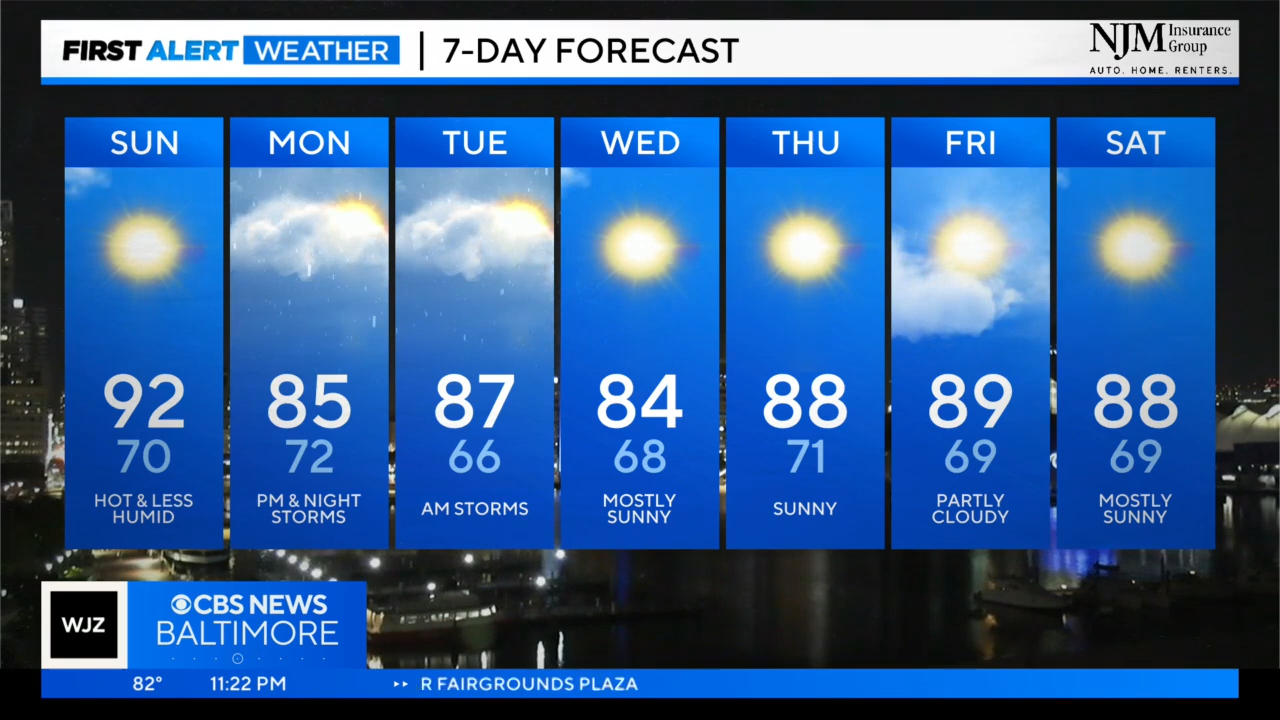 FIRST ALERT WEATHER | 7-DAY FORECAST
NJM Insurance Group
AUTO. HOME. RENTERS.
SUN MON TUE WED THU FRI SAT
92 85 87 84 88 89 88
70 72 66 68 71 69 69
HOT & LESS HUMID
PM & NIGHT STORMS
AM STORMS
MOSTLY SUNNY
SUNNY
PARTLY CLOUDY
MOSTLY SUNNY
WJZ
CBS NEWS
BALTIMORE
82° 11:22 PM R FAIRGROUNDS PLAZA